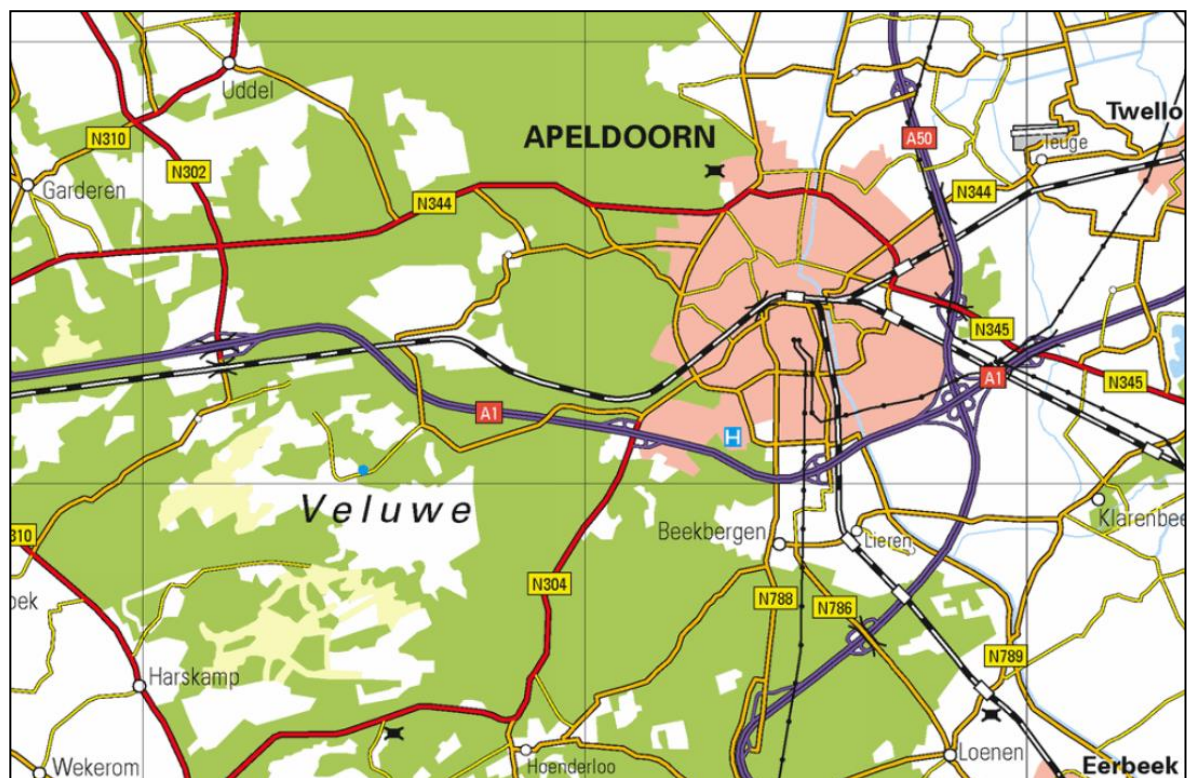 Uddel
APELDOORN
Twello
N310
A50
Teuge
N302
Garderen
N344
N344
N345
A1
N345
A1
H
Veluwe
Klarenbee
310
Beekbergen
Lieren
N304
N788
N786
oek
N789
Harskamp
Loenen
Wekerom
Hoenderloo
Eerbeek